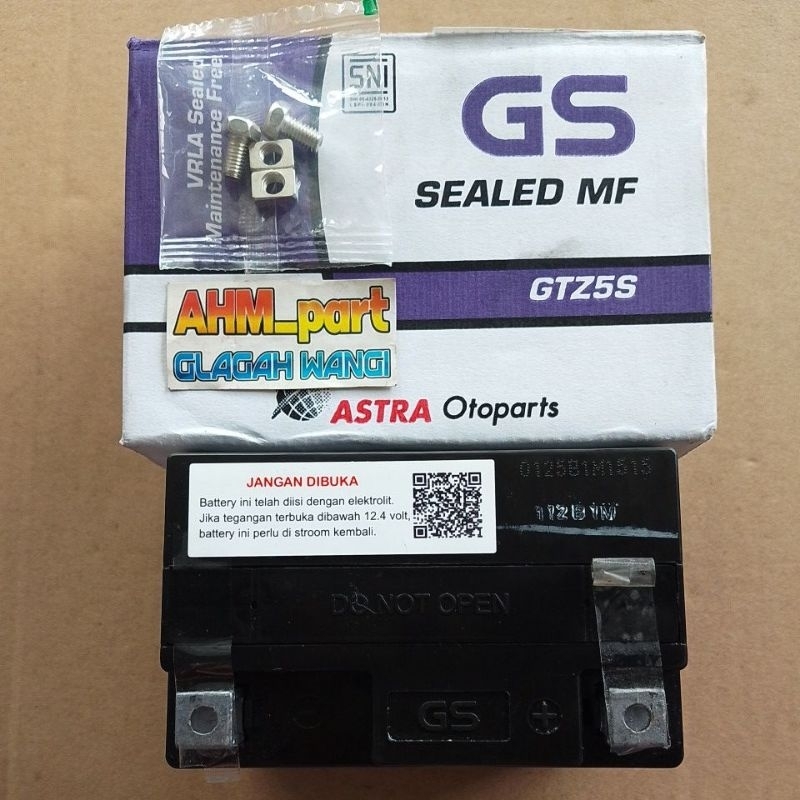 VRLA Sealed
Maintenance Free
SNI
GS
SEALED MF
GTZ5S
AHM_part
GLAGAH WANGI
ASTRA Otoparts
JANGAN DIBUKA
Battery ini telah diisi dengan elektrolit.
Jika tegangan terbuka dibawah 12.4 volt,
battery ini perlu di stroom kembali.
0125B1M1515
112B1M
DO NOT OPEN
GS